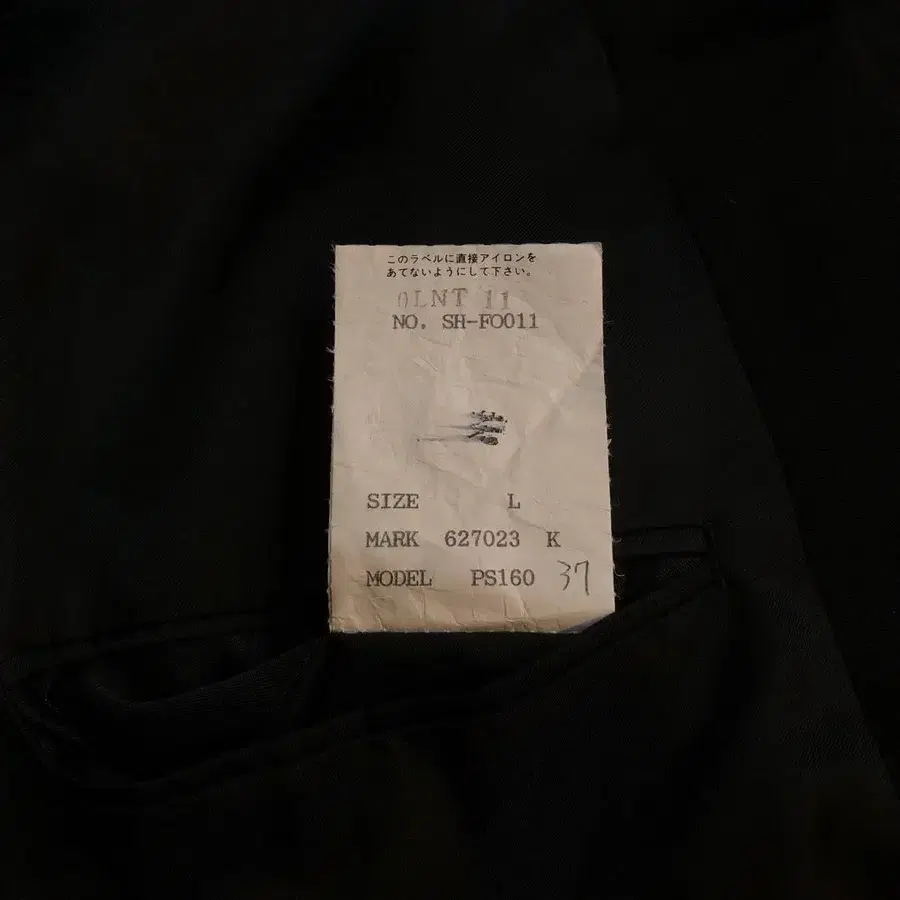 このラベルに直接アイロンを
あてないようにして下さい。
0LNT 11
NO. SH-FO011
SIZE L
MARK 627023 K
MODEL PS160 37